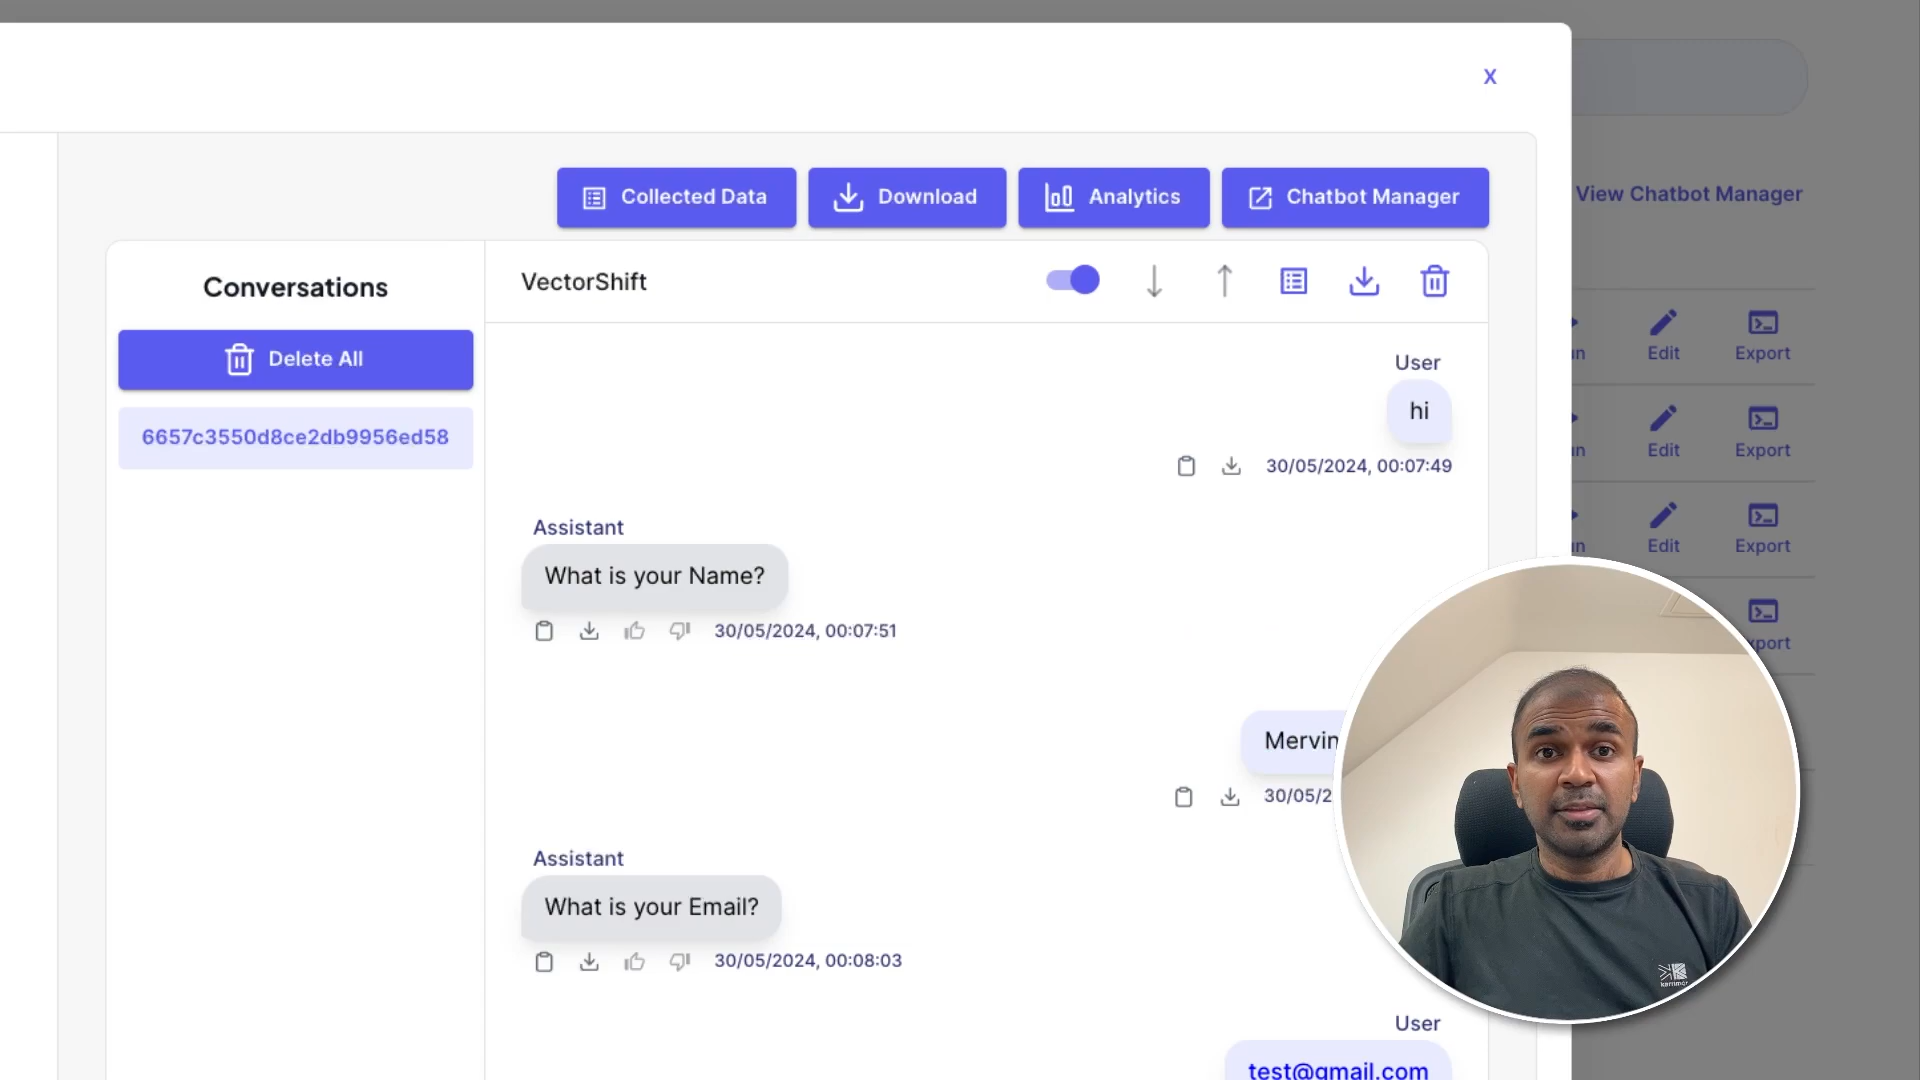 X
Collected Data
Download
Analytics
Chatbot Manager
View Chatbot Manager
Conversations
Delete All
6657c3550d8ce2db9956ed58
VectorShift
Edit
Export
Edit
Export
Edit
Export
User
hi
30/05/2024, 00:07:49
Assistant
What is your Name?
30/05/2024, 00:07:51
Mervin
30/05/2
Assistant
What is your Email?
30/05/2024, 00:08:03
User
test@gmail.com